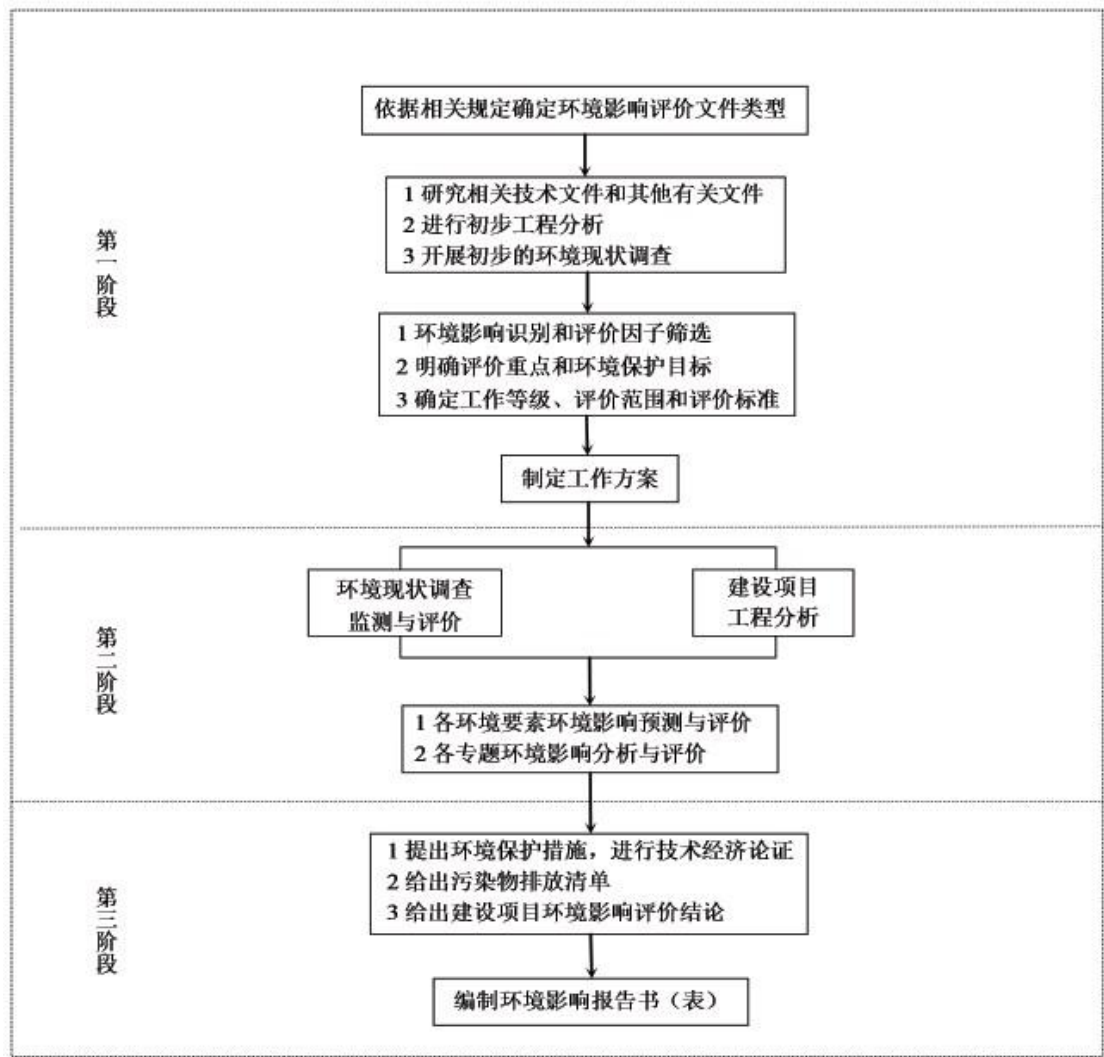 依据相关规定确定环境影响评价文件类型
1 研究相关技术文件和其他有关文件
2 进行初步工程分析
3 开展初步的环境现状调查
第一阶段
1 环境影响识别和评价因子筛选
2 明确评价重点和环境保护目标
3 确定工作等级、评价范围和评价标准
制定工作方案
环境现状调查
监测与评价
建设项目
工程分析
第二阶段
1 各环境要素环境影响预测与评价
2 各专题环境影响分析与评价
1 提出环境保护措施，进行技术经济论证
2 给出污染物排放清单
3 给出建设项目环境影响评价结论
第三阶段
编制环境影响报告书（表）